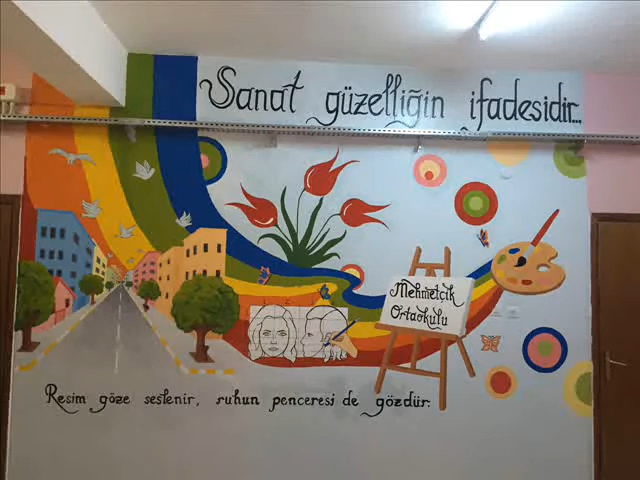 Sanat güzelliğin ifadesidir...
Mehmetçik
Ortaokulu
Resim göze seslenir, ruhun penceresi de gözdür.